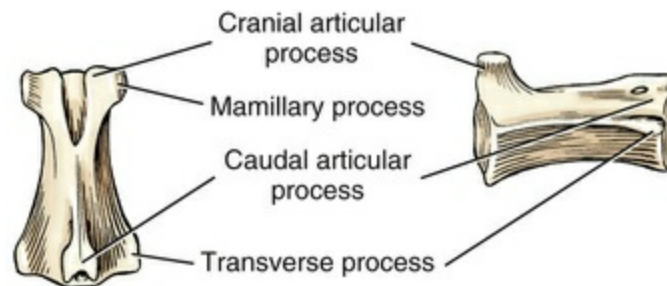 Cranial articular
process
Mamillary process
Caudal articular
process
Transverse process